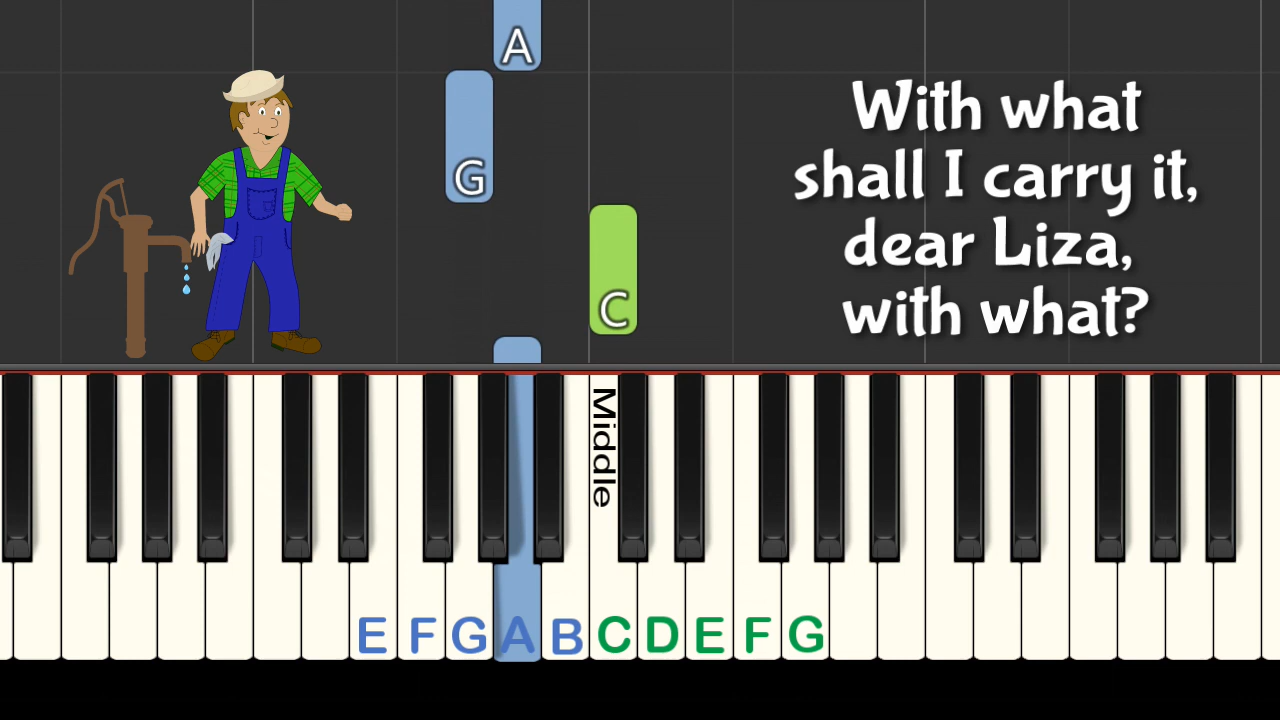 A
G
C
With what
shall I carry it,
dear Liza,
with what?
Middle
E F G A B C D E F G